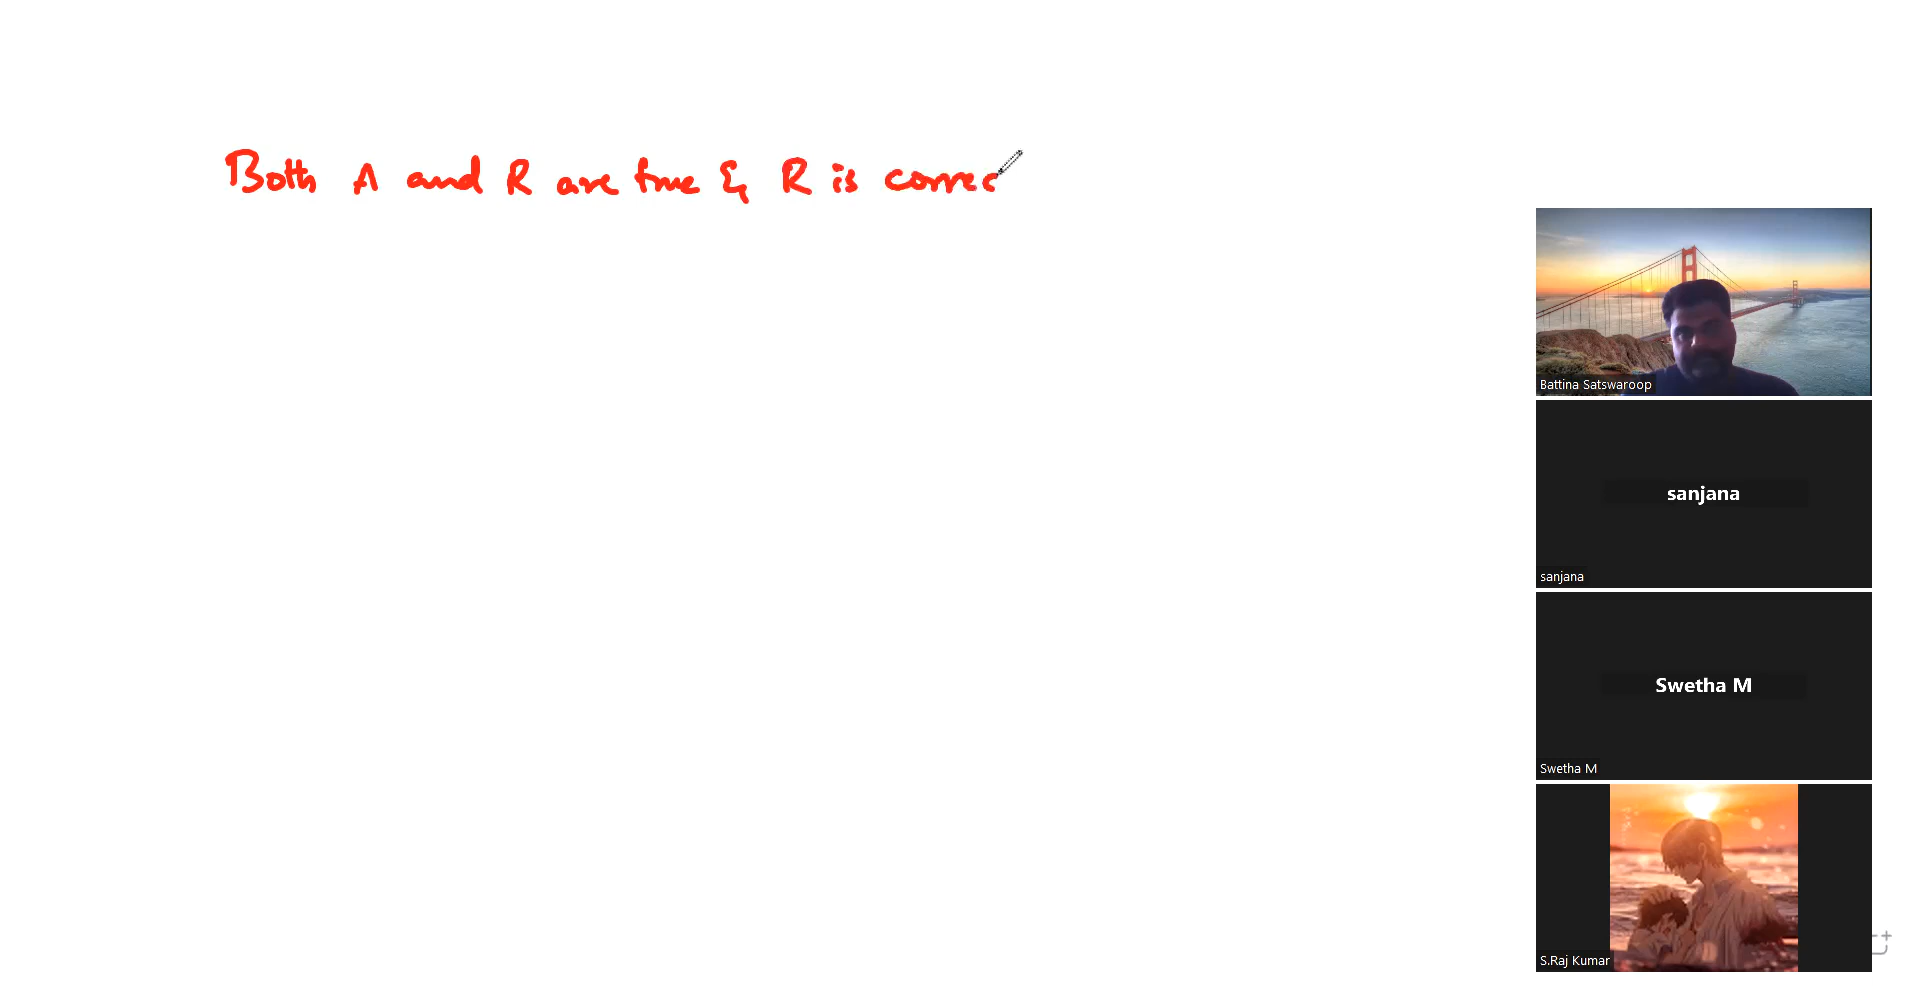 Both A and R are true & R is correc
Battina Satswaroop
sanjana
sanjana
Swetha M
Swetha M
S.Raj Kumar